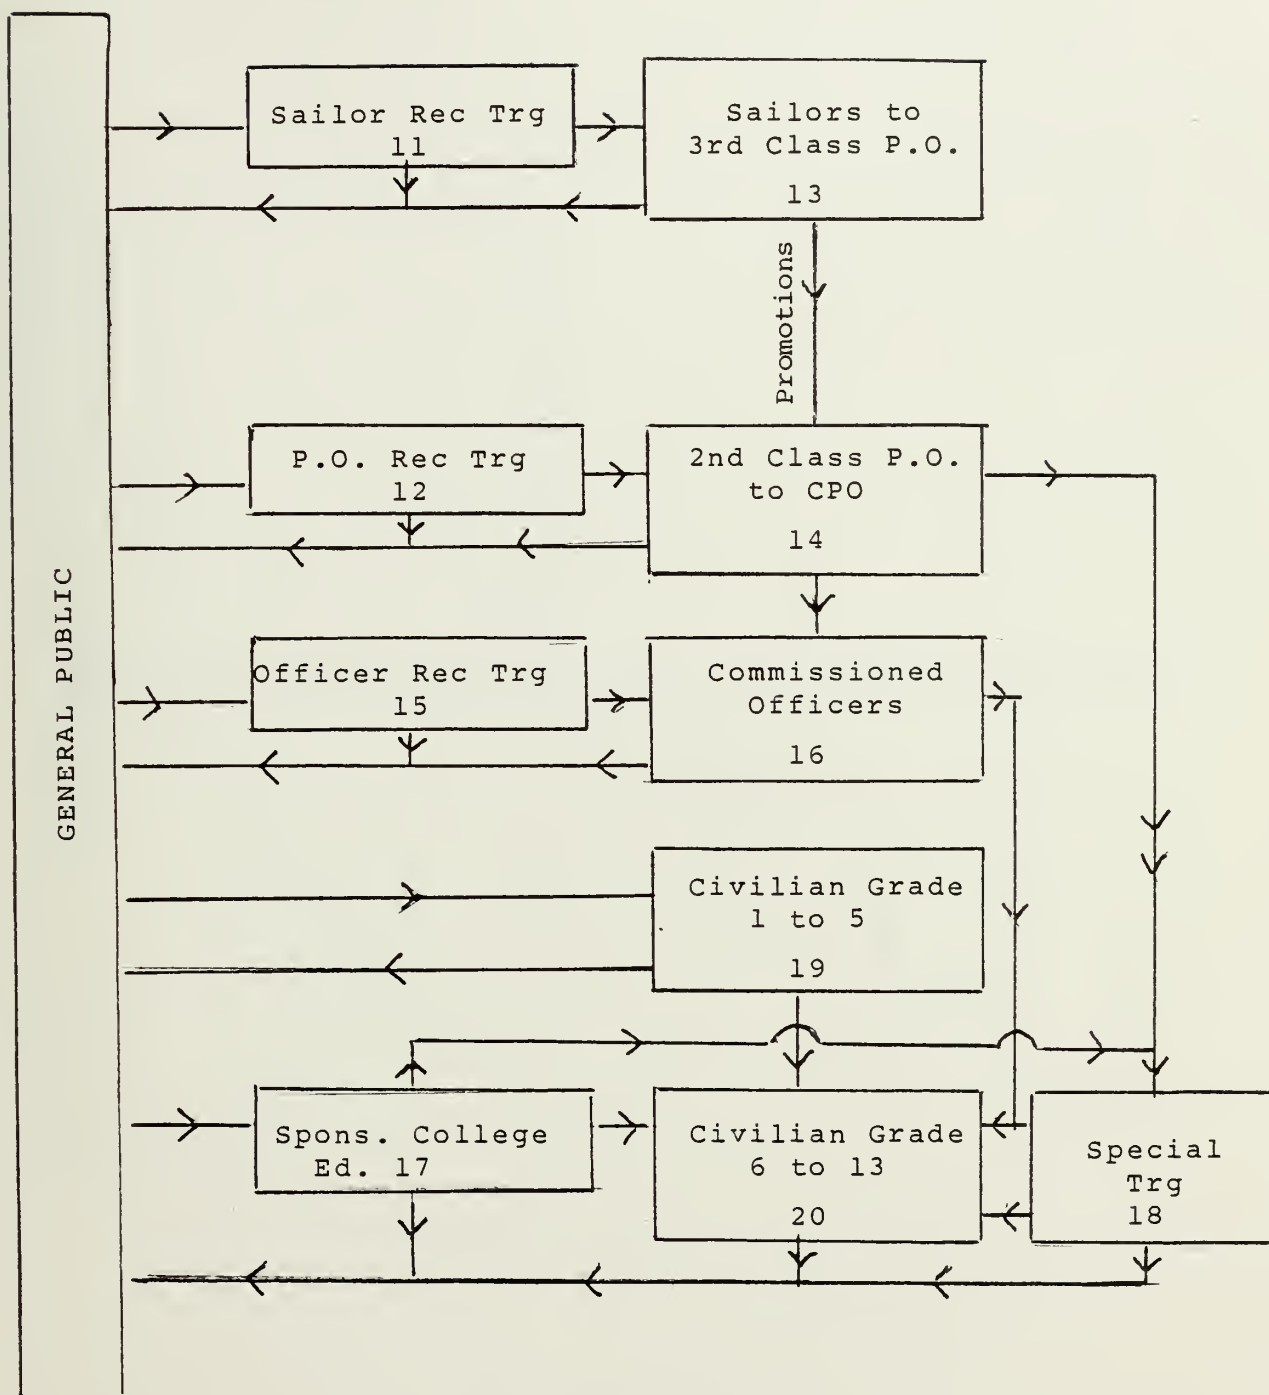 GENERAL PUBLIC
Sailor Rec Trg
11
Sailors to
3rd Class P.O.
13
Promotions
P.O. Rec Trg
12
2nd Class P.O.
to CPO
14
Officer Rec Trg
15
Commissioned
Officers
16
Civilian Grade
1 to 5
19
Spons. College
Ed. 17
Civilian Grade
6 to 13
20
Special
Trg
18